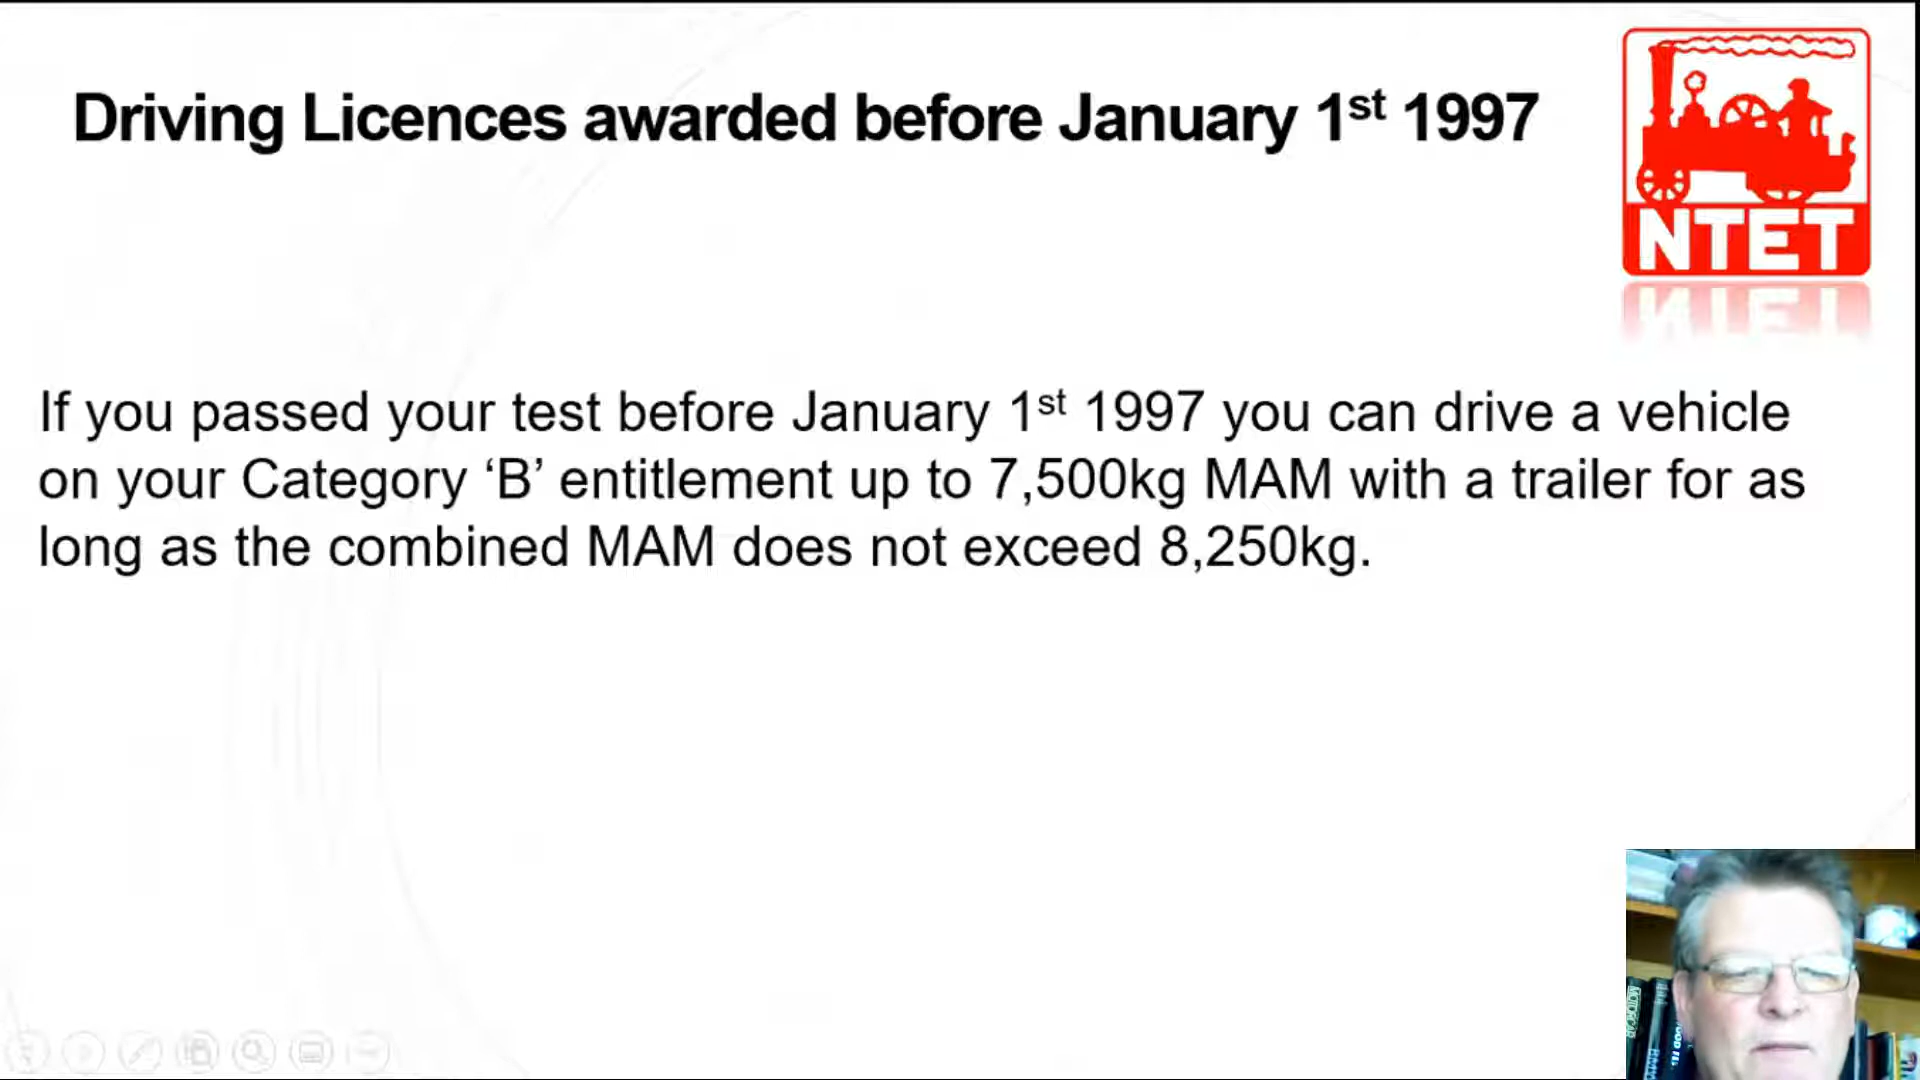 Driving Licences awarded before January 1st 1997
NTET
If you passed your test before January 1st 1997 you can drive a vehicle
on your Category ‘B’ entitlement up to 7,500kg MAM with a trailer for as
long as the combined MAM does not exceed 8,250kg.